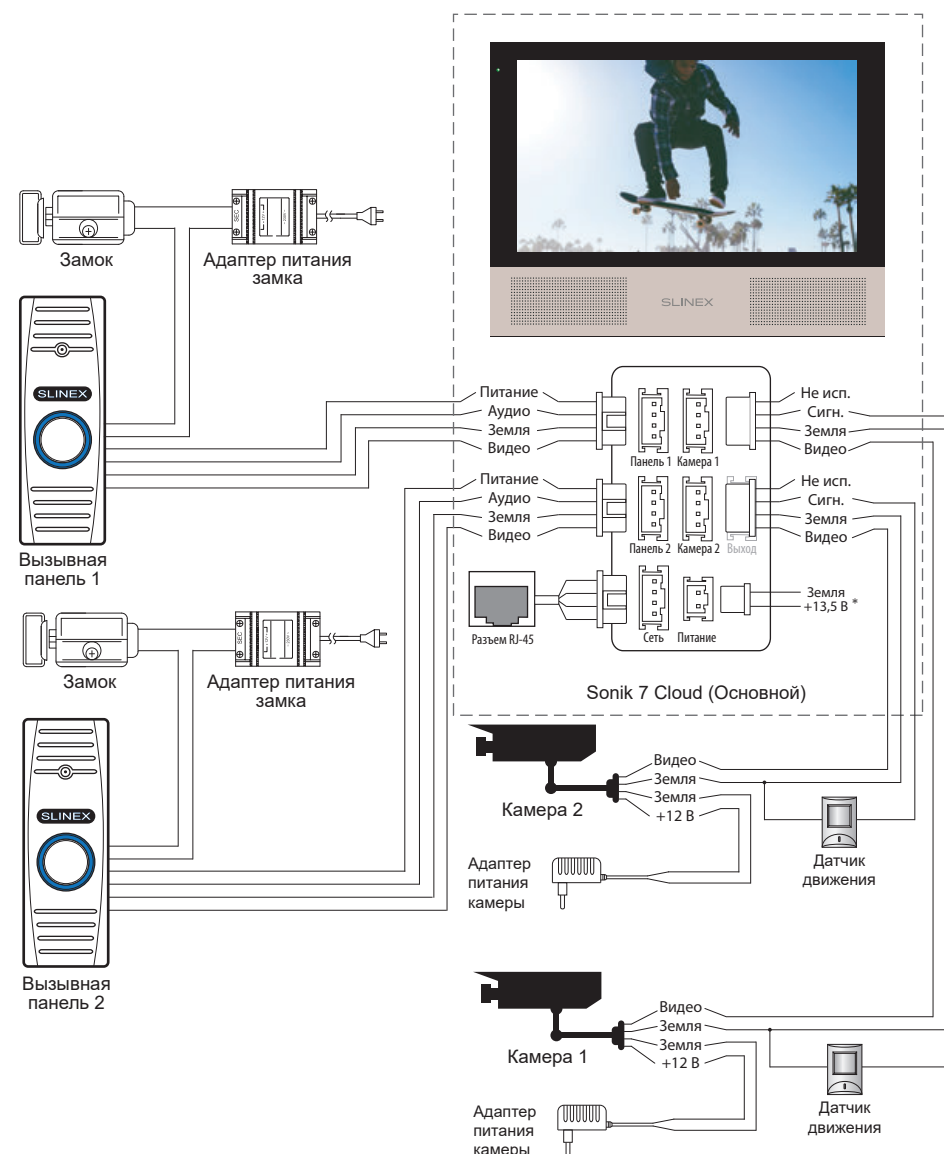 SLINEX
SEC
Замок
Адаптер питания
замка
SLINEX
Вызывная
панель 1
Питание
Аудио
Земля
Видео
Панель 1
Камера 1
Не исп.
Сигн.
Земля
Видео
Питание
Аудио
Земля
Видео
Панель 2
Камера 2
Выход
Не исп.
Сигн.
Земля
Видео
Разъем RJ-45
Сеть
Питание
Земля
+13,5 В *
Sonik 7 Cloud (Основной)
SEC
Замок
Адаптер питания
замка
SLINEX
Вызывная
панель 2
Камера 2
Видео
Земля
Земля
+12 В
Адаптер
питания
камеры
Датчик
движения
Камера 1
Видео
Земля
Земля
+12 В
Адаптер
питания
камеры
Датчик
движения